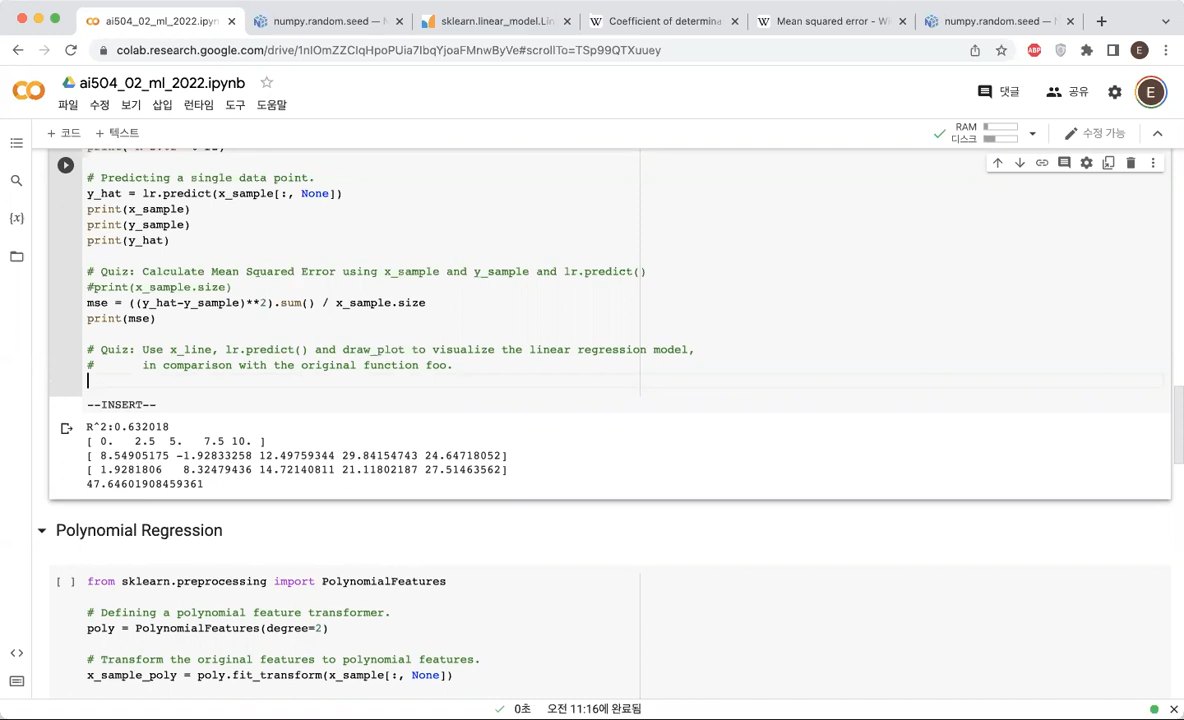 ai504_02_ml_2022.ipyn
numpy.random.seed — N
sklearn.linear_model.Lin
Coefficient of determina
Mean squared error - Wi
numpy.random.seed — N
colab.research.google.com/drive/1nIOmZZClqHpoPUia7IbqYjoaFMnwByVe#scrollTo=TSp99QTXuuey
ABP
E
ai504_02_ml_2022.ipynb
댓글
공유
E
파일 수정 보기 삽입 런타임 도구 도움말
+ 코드 + 텍스트
RAM
디스크
수정 가능
# Predicting a single data point.
y_hat = lr.predict(x_sample[:, None])
print(x_sample)
print(y_sample)
print(y_hat)
# Quiz: Calculate Mean Squared Error using x_sample and y_sample and lr.predict()
#print(x_sample.size)
mse = ((y_hat-y_sample)**2).sum() / x_sample.size
print(mse)
# Quiz: Use x_line, lr.predict() and draw_plot to visualize the linear regression model,
#       in comparison with the original function foo.
--INSERT--
R^2:0.632018
[ 0.   2.5  5.   7.5 10. ]
[ 8.54905175 -1.92833258 12.49759344 29.84154743 24.64718052]
[ 1.9281806   8.32479436 14.72140811 21.11802187 27.51463562]
47.64601908459361
Polynomial Regression
[ ] from sklearn.preprocessing import PolynomialFeatures
# Defining a polynomial feature transformer.
poly = PolynomialFeatures(degree=2)
# Transform the original features to polynomial features.
x_sample_poly = poly.fit_transform(x_sample[:, None])
0초 오전 11:16에 완료됨